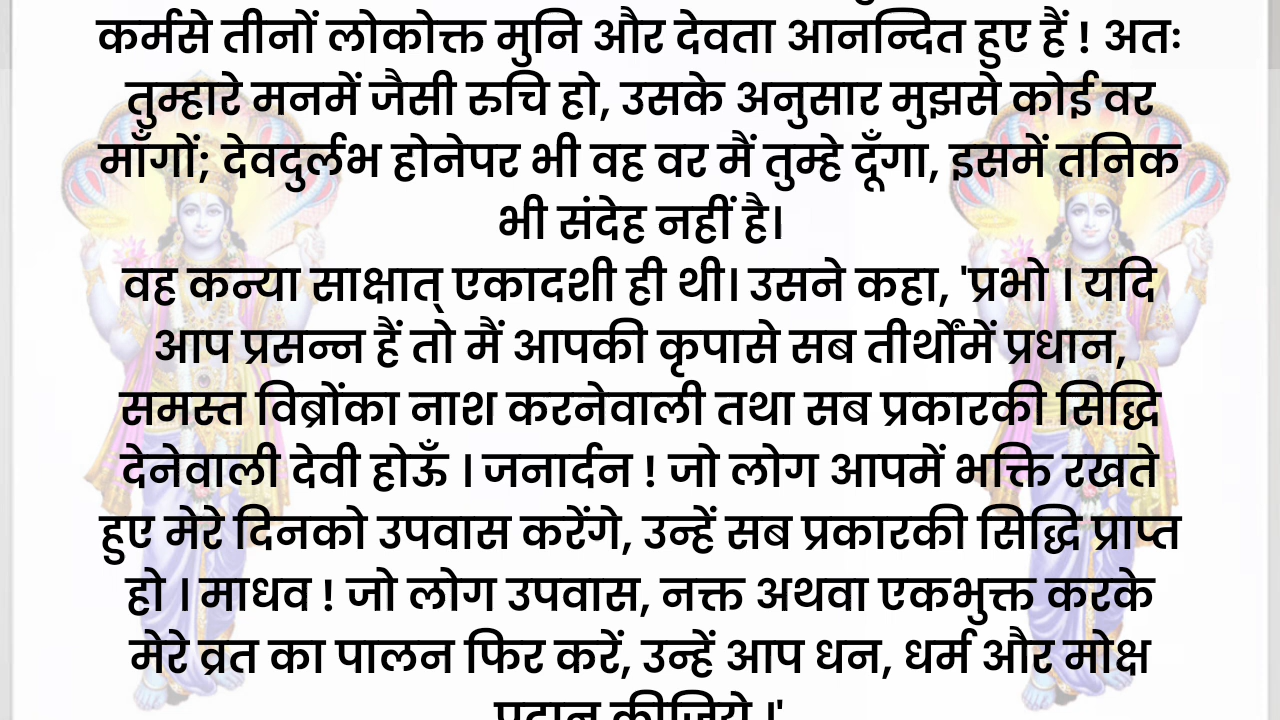 कर्मसे तीनों लोकोक्त मुनि और देवता आनन्दित हुए हैं ! अतः
तुम्हारे मनमें जैसी रुचि हो, उसके अनुसार मुझसे कोई वर
माँगों; देवदुर्लभ होनेपर भी वह वर मैं तुम्हे दूँगा, इसमें तनिक
भी संदेह नहीं है।
वह कन्या साक्षात् एकादशी ही थी। उसने कहा, 'प्रभो । यदि
आप प्रसन्न हैं तो मैं आपकी कृपासे सब तीर्थोंमें प्रधान,
समस्त विब्रोंका नाश करनेवाली तथा सब प्रकारकी सिद्धि
देनेवाली देवी होऊँ । जनार्दन ! जो लोग आपमें भक्ति रखते
हुए मेरे दिनको उपवास करेंगे, उन्हें सब प्रकारकी सिद्धि प्राप्त
हो । माधव ! जो लोग उपवास, नक्त अथवा एकभुक्त करके
मेरे व्रत का पालन फिर करें, उन्हें आप धन, धर्म और मोक्ष
प्रदान कीजिये ।'